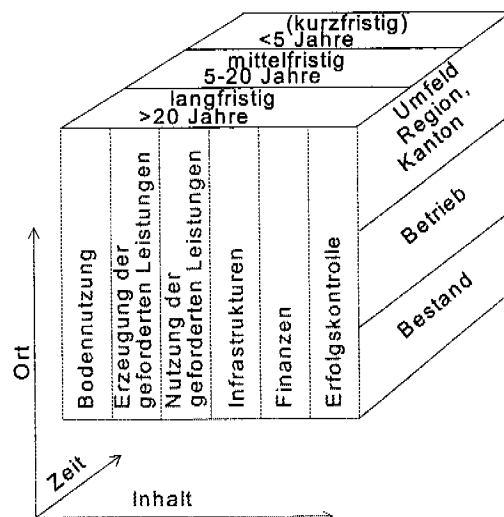 (kurzfristig)
<5 Jahre
mittelfristig
5-20 Jahre
langfristig
>20 Jahre
Umfeld
Region,
Kanton
Betrieb
Bestand
Bodennutzung
Erzeugung der
geforderten Leistungen
Nutzung der
geforderten Leistungen
Infrastrukturen
Finanzen
Erfolgskontrolle
Ort
Zeit
Inhalt